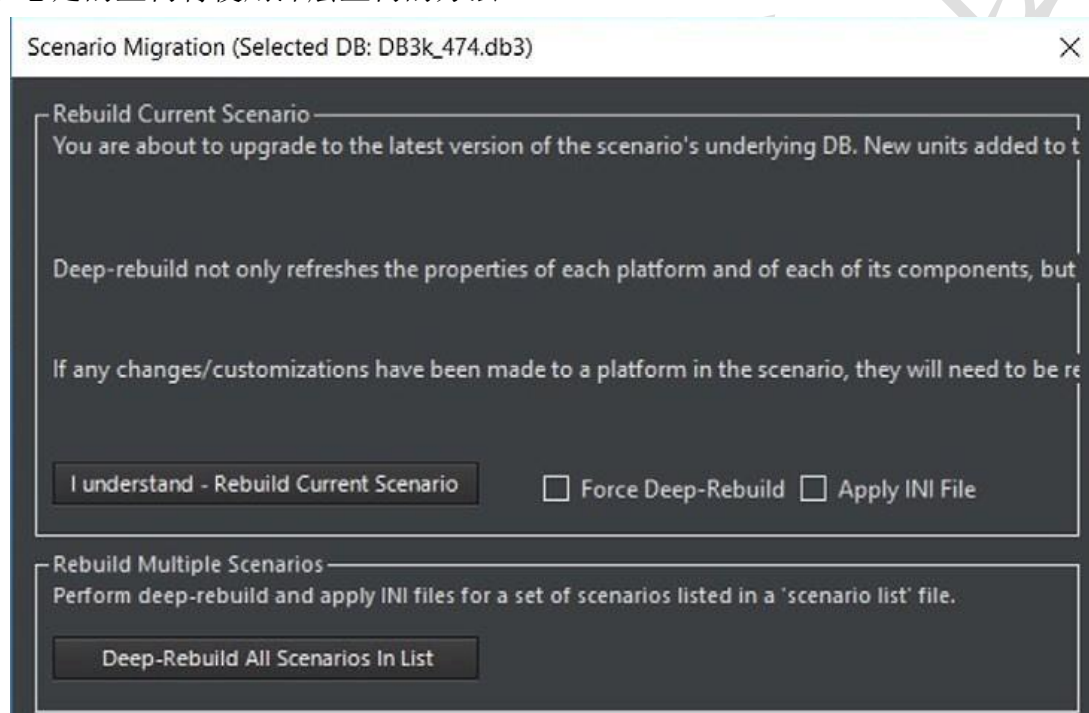 Scenario Migration (Selected DB: DB3k_474.db3)
Rebuild Current Scenario
You are about to upgrade to the latest version of the scenario's underlying DB. New units added to t
Deep-rebuild not only refreshes the properties of each platform and of each of its components, but
If any changes/customizations have been made to a platform in the scenario, they will need to be re
I understand - Rebuild Current Scenario
Force Deep-Rebuild
Apply INI File
Rebuild Multiple Scenarios
Perform deep-rebuild and apply INI files for a set of scenarios listed in a 'scenario list' file.
Deep-Rebuild All Scenarios In List